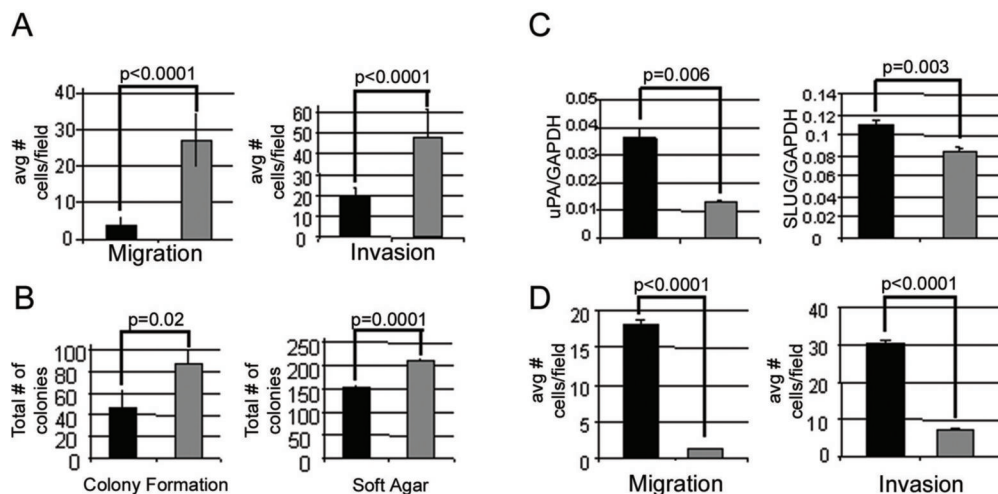 A
p<0.0001
avg #
cells/field
40
30
20
10
0
Migration
p<0.0001
avg #
cells/field
60
50
40
30
20
10
0
Invasion
B
p=0.02
Total # of
colonies
100
80
60
40
20
0
Colony Formation
p=0.0001
Total # of
colonies
250
200
150
100
50
0
Soft Agar
C
p=0.006
uPA/GAPDH
0.05
0.04
0.03
0.02
0.01
0
p=0.003
SLUG/GAPDH
0.14
0.12
0.1
0.08
0.06
0.04
0.02
0
D
p<0.0001
avg #
cells/field
20
15
10
5
0
Migration
p<0.0001
avg #
cells/field
40
30
20
10
0
Invasion